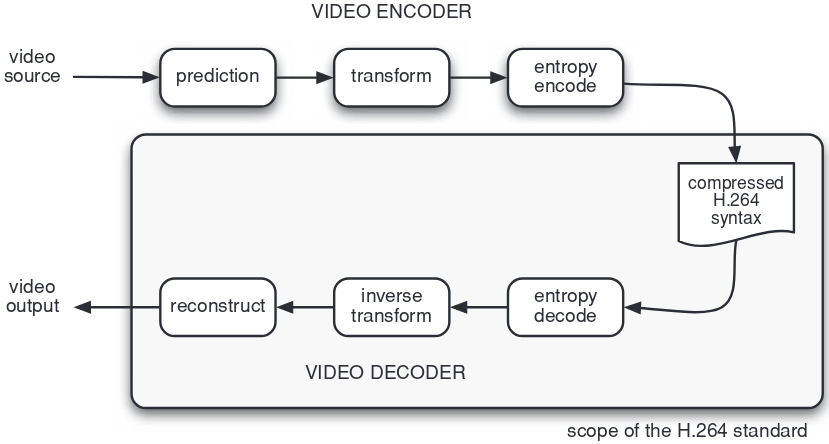 VIDEO ENCODER
video
source
prediction
transform
entropy
encode
compressed
H.264
syntax
video
output
reconstruct
inverse
transform
entropy
decode
VIDEO DECODER
scope of the H.264 standard